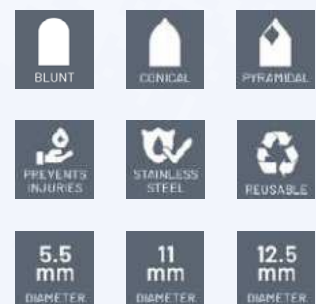 BLUNT
CONICAL
PYRAMIDAL
PREVENTS
INJURIES
STAINLESS
STEEL
REUSABLE
5.5
mm
DIAMETER
11
mm
DIAMETER
12.5
mm
DIAMETER